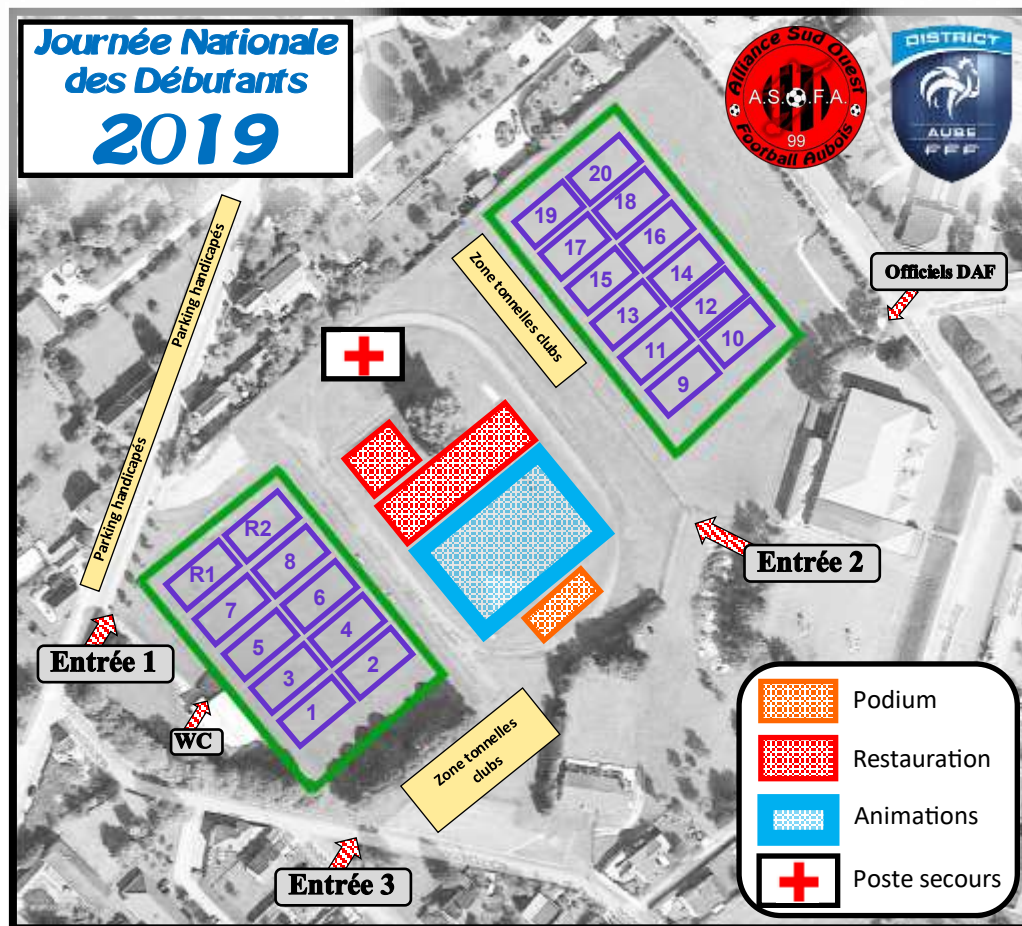 Journée Nationale
des Débutants
2019
Alliance Sud Ouest
A.S. F.A.
99
Football Aubois
DISTRICT
AUBE
FFF
Parking handicapés
Parking handicapés
Zone tonnelles clubs
Officiels DAF
20
19
18
17
16
15
14
13
12
11
10
9
R2
R1
8
7
6
5
4
3
2
1
Entrée 2
Entrée 1
WC
Zone tonnelles
clubs
Entrée 3
Podium
Restauration
Animations
Poste secours